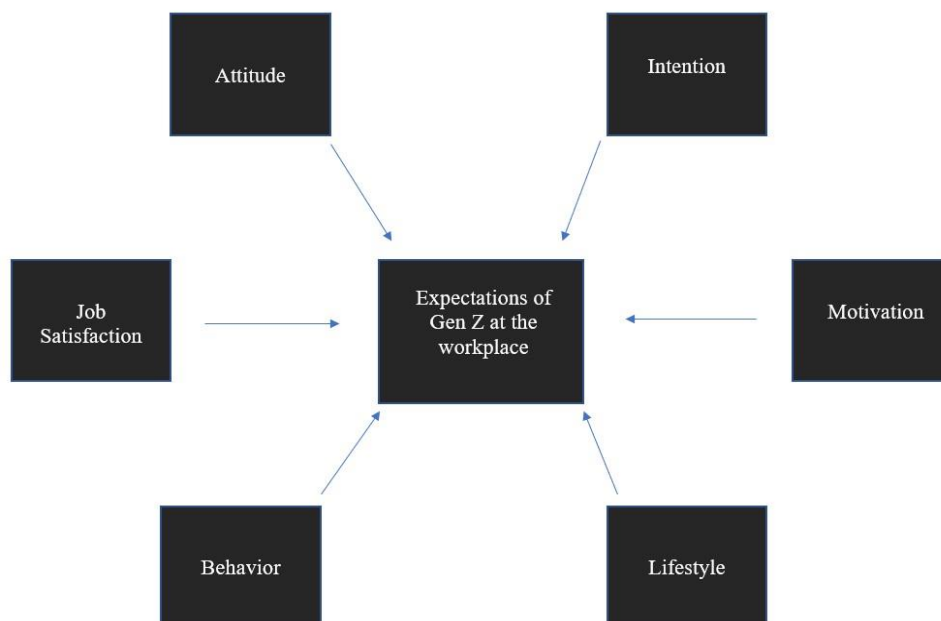 Attitude
Intention
Job
Satisfaction
Expectations of
Gen Z at the
workplace
Motivation
Behavior
Lifestyle